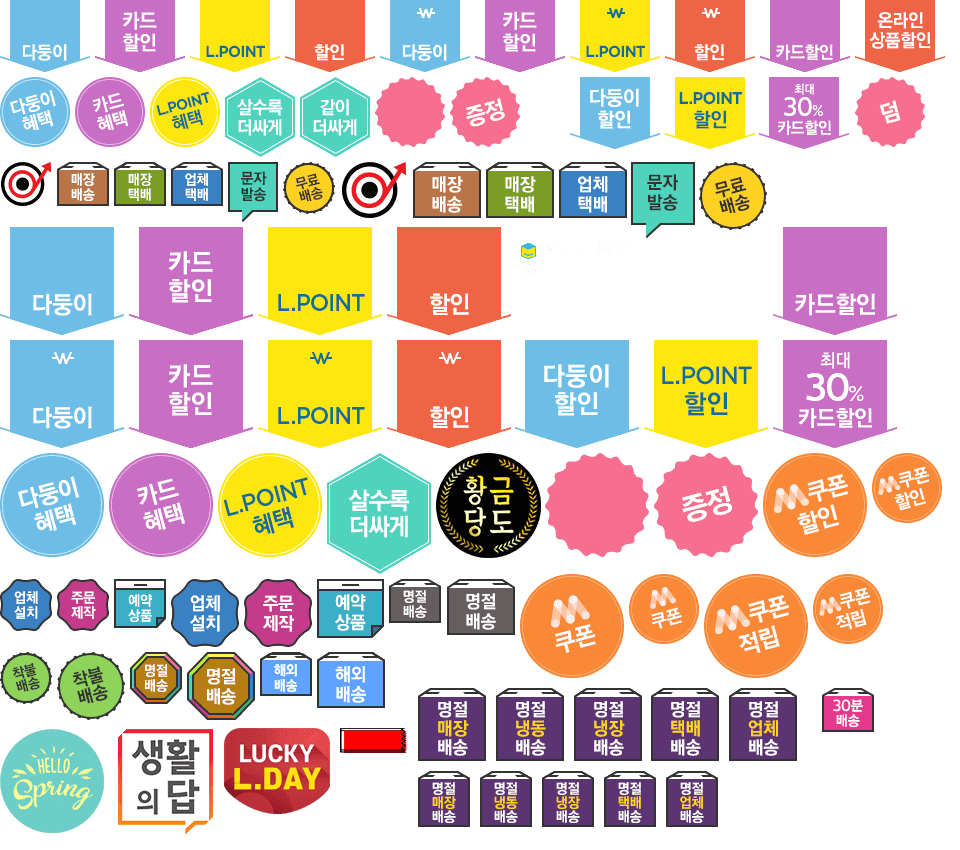 다둥이
카드
할인
L.POINT
할인
₩
다둥이
카드
할인
₩
L.POINT
₩
할인
카드할인
온라인
상품할인
다둥이
혜택
카드
혜택
L.POINT
혜택
살수록
더싸게
같이
더싸게
증정
다둥이
할인
L.POINT
할인
최대
30%
카드할인
덤
매장
배송
매장
택배
업체
택배
문자
발송
무료
배송
매장
배송
매장
택배
업체
택배
문자
발송
무료
배송
다둥이
카드
할인
L.POINT
할인
카드할인
₩
다둥이
카드
할인
₩
L.POINT
₩
할인
다둥이
할인
L.POINT
할인
최대
30%
카드할인
다둥이
혜택
카드
혜택
L.POINT
혜택
살수록
더싸게
황금
당도
증정
M쿠폰
할인
M쿠폰
할인
업체
설치
주문
제작
예약
상품
업체
설치
주문
제작
예약
상품
명절
배송
명절
배송
M
쿠폰
M
쿠폰
M쿠폰
적립
M쿠폰
적립
착불
배송
착불
배송
명절
배송
명절
배송
해외
배송
해외
배송
명절
매장
배송
명절
냉동
배송
명절
냉장
배송
명절
택배
배송
명절
업체
배송
30분
배송
HELLO
Spring
생활
의답
LUCKY
L.DAY
명절
매장
배송
명절
냉동
배송
명절
냉장
배송
명절
택배
배송
명절
업체
배송